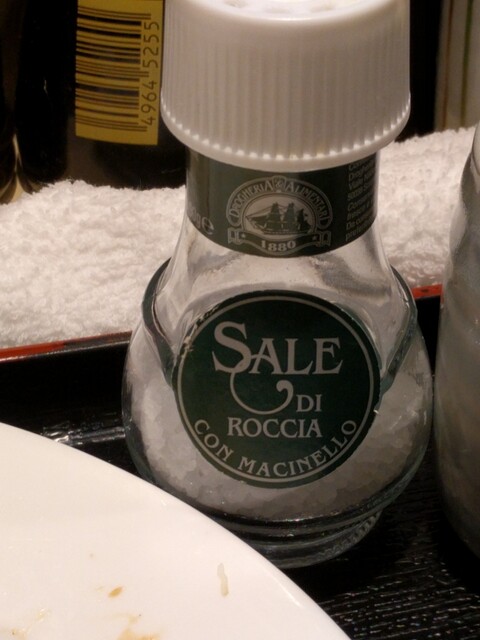 4964 5255
DROGHERIA & ALIMENTARI
1880
SALE
DI
ROCCIA
CON MACINELLO